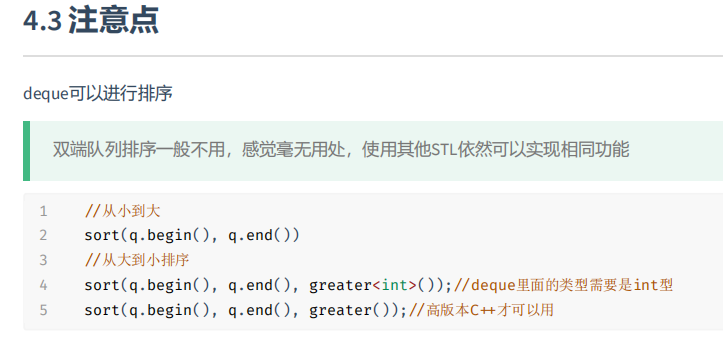 4.3 注意点
deque可以进行排序
双端队列排序一般不用，感觉毫无用处，使用其他STL依然可以实现相同功能
1 //从小到大
2 sort(q.begin(), q.end())
3 //从大到小排序
4 sort(q.begin(), q.end(), greater<int>());//deque里面的类型需要是int型
5 sort(q.begin(), q.end(), greater());//高版本C++才可以用